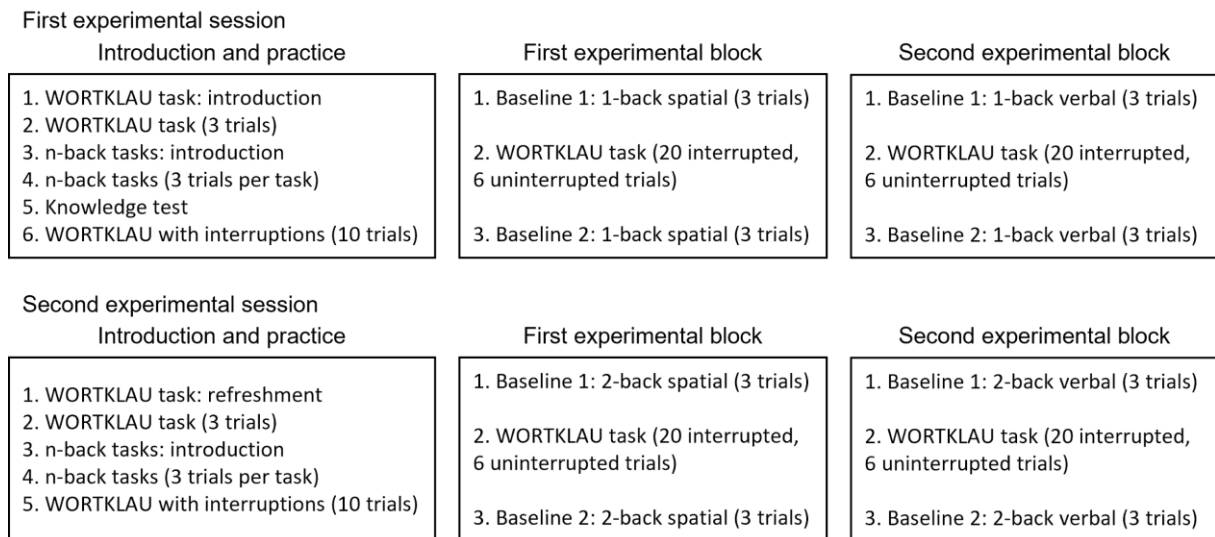 First experimental session
Introduction and practice
1. WORTKLAU task: introduction
2. WORTKLAU task (3 trials)
3. n-back tasks: introduction
4. n-back tasks (3 trials per task)
5. Knowledge test
6. WORTKLAU with interruptions (10 trials)
First experimental block
1. Baseline 1: 1-back spatial (3 trials)
2. WORTKLAU task (20 interrupted,
6 uninterrupted trials)
3. Baseline 2: 1-back spatial (3 trials)
Second experimental block
1. Baseline 1: 1-back verbal (3 trials)
2. WORTKLAU task (20 interrupted,
6 uninterrupted trials)
3. Baseline 2: 1-back verbal (3 trials)
Second experimental session
Introduction and practice
1. WORTKLAU task: refreshment
2. WORTKLAU task (3 trials)
3. n-back tasks: introduction
4. n-back tasks (3 trials per task)
5. WORTKLAU with interruptions (10 trials)
First experimental block
1. Baseline 1: 2-back spatial (3 trials)
2. WORTKLAU task (20 interrupted,
6 uninterrupted trials)
3. Baseline 2: 2-back spatial (3 trials)
Second experimental block
1. Baseline 1: 2-back verbal (3 trials)
2. WORTKLAU task (20 interrupted,
6 uninterrupted trials)
3. Baseline 2: 2-back verbal (3 trials)